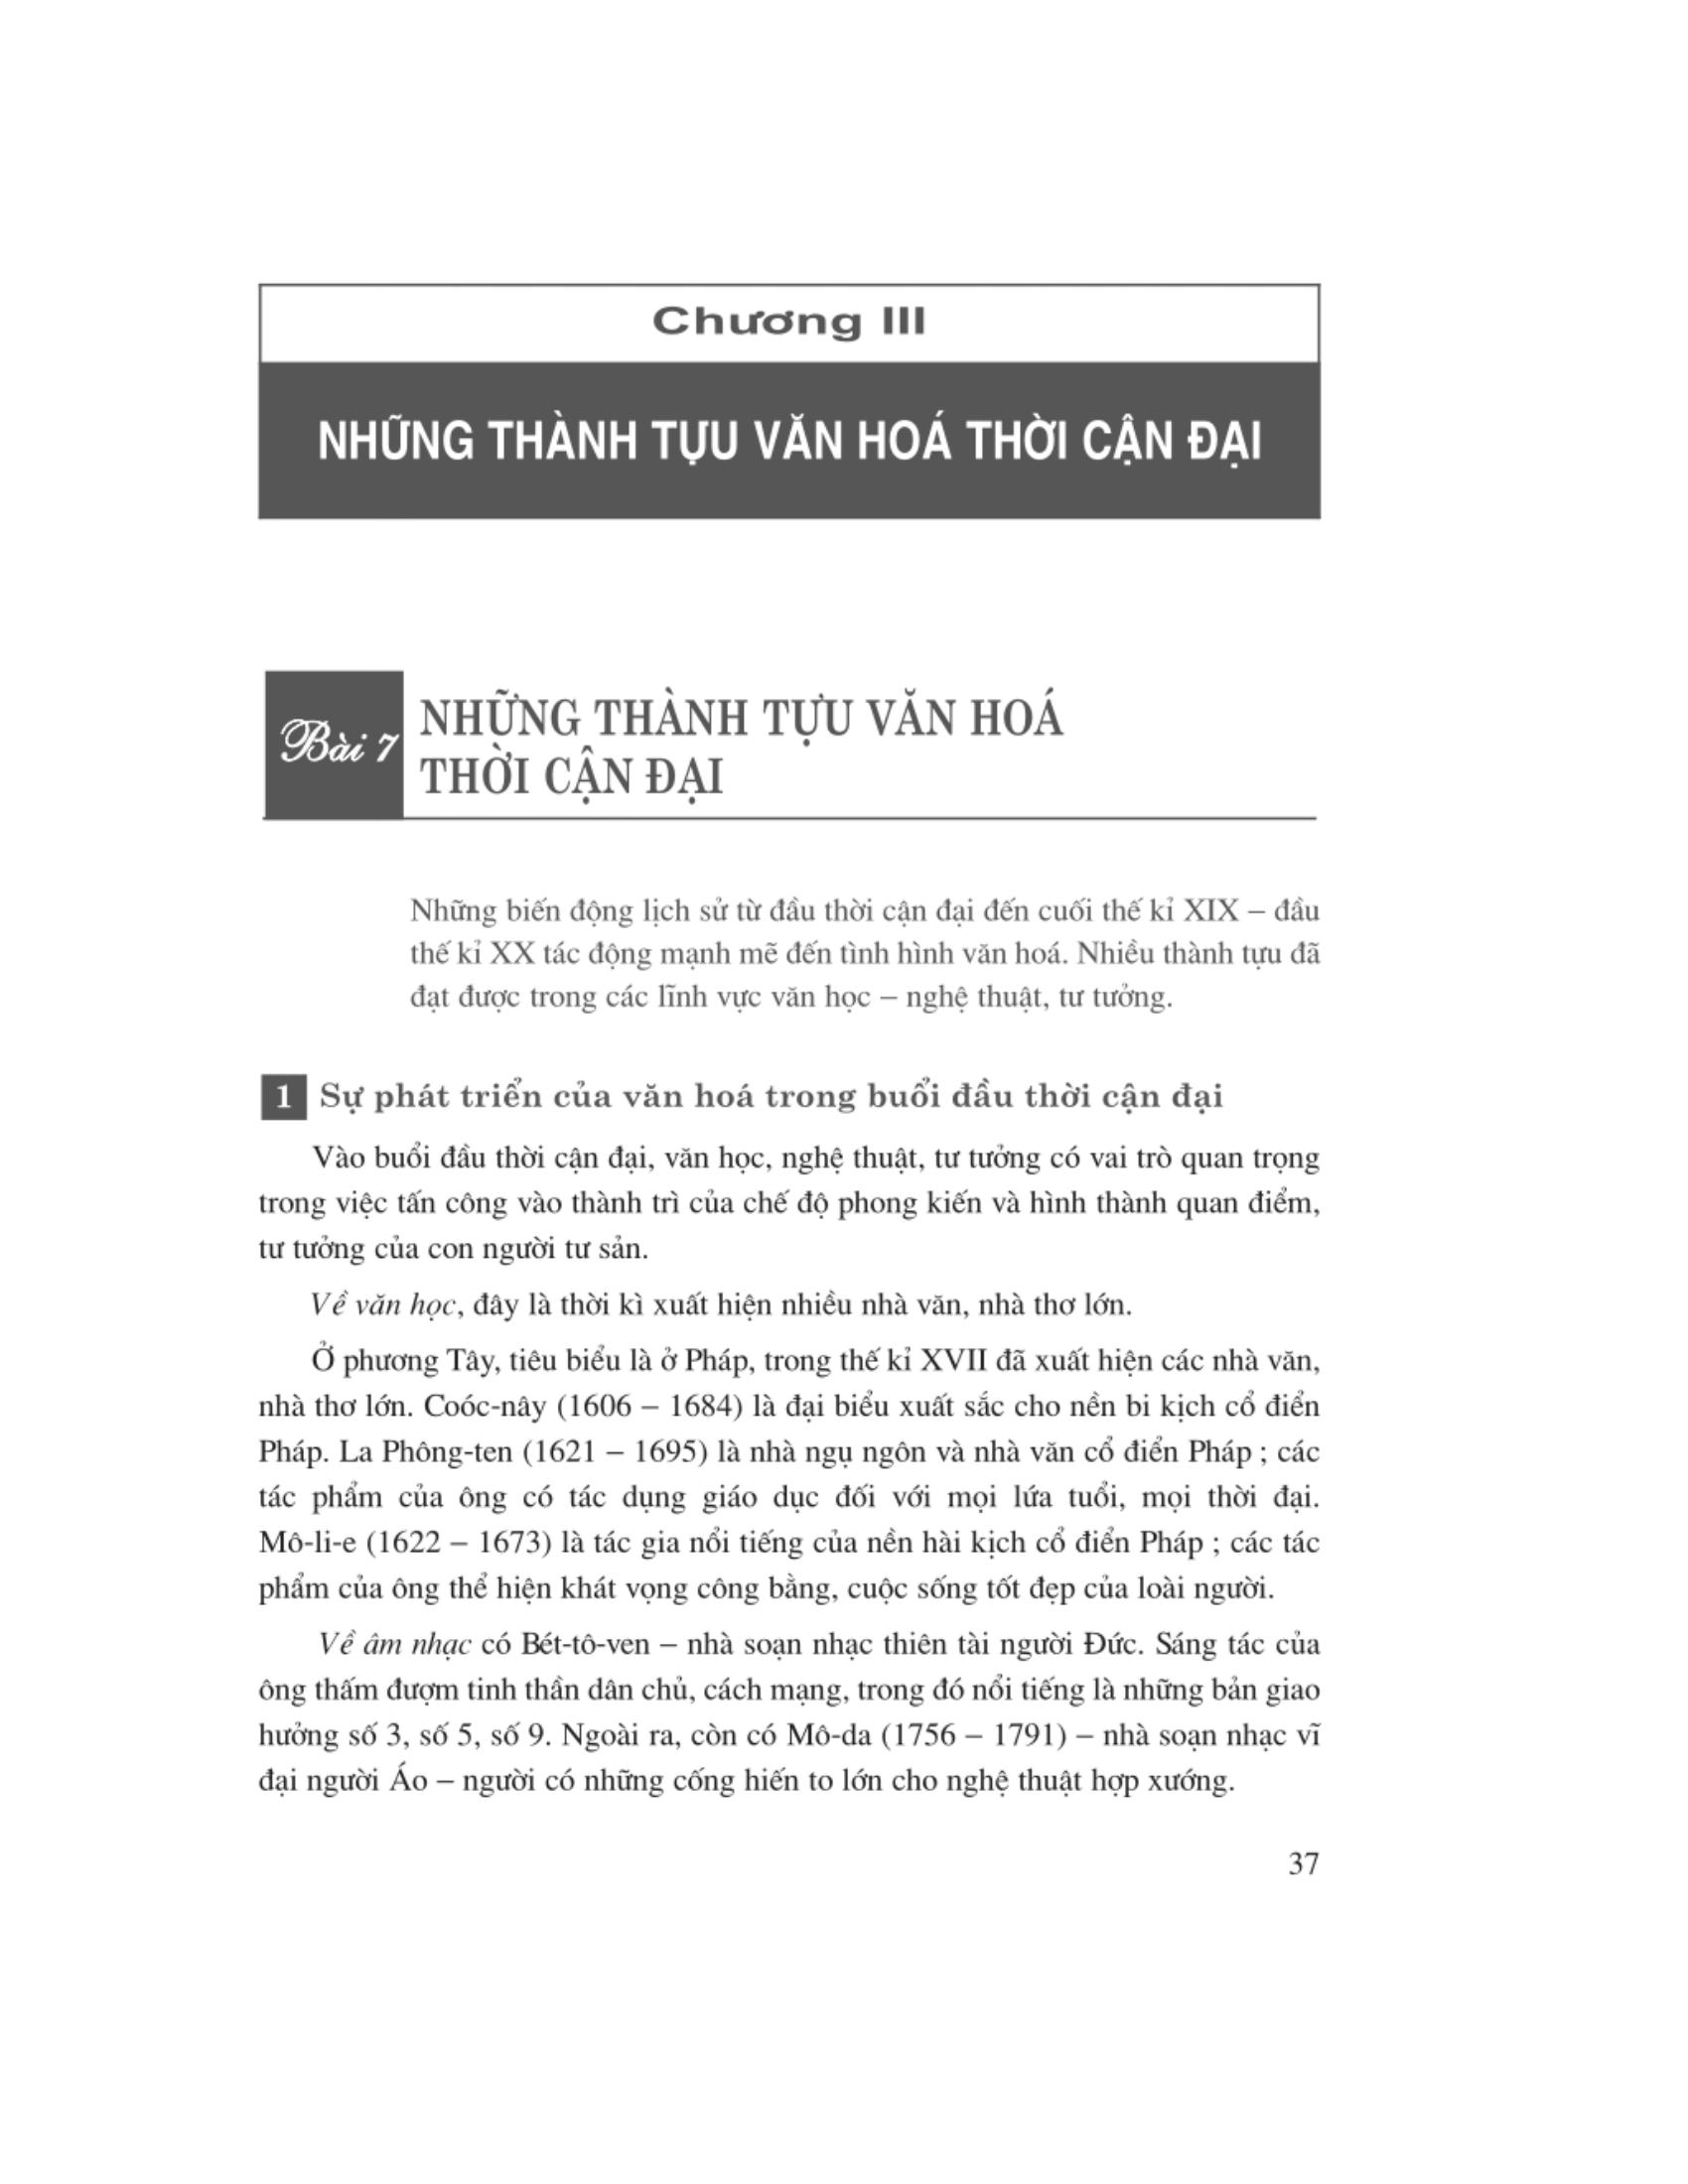 Chương III
NHỮNG THÀNH TỰU VĂN HOÁ THỜI CẬN ĐẠI
Bài 7
NHỮNG THÀNH TỰU VĂN HOÁ
THỜI CẬN ĐẠI
Những biến động lịch sử từ đầu thời cận đại đến cuối thế kỉ XIX – đầu
thế kỉ XX tác động mạnh mẽ đến tình hình văn hoá. Nhiều thành tựu đã
đạt được trong các lĩnh vực văn học – nghệ thuật, tư tưởng.
1 Sự phát triển của văn hoá trong buổi đầu thời cận đại
Vào buổi đầu thời cận đại, văn học, nghệ thuật, tư tưởng có vai trò quan trọng
trong việc tấn công vào thành trì của chế độ phong kiến và hình thành quan điểm,
tư tưởng của con người tư sản.
Về văn học, đây là thời kì xuất hiện nhiều nhà văn, nhà thơ lớn.
Ở phương Tây, tiêu biểu là ở Pháp, trong thế kỉ XVII đã xuất hiện các nhà văn,
nhà thơ lớn. Coóc-nây (1606 – 1684) là đại biểu xuất sắc cho nền bi kịch cổ điển
Pháp. La Phông-ten (1621 – 1695) là nhà ngụ ngôn và nhà văn cổ điển Pháp ; các
tác phẩm của ông có tác dụng giáo dục đối với mọi lứa tuổi, mọi thời đại.
Mô-li-e (1622 – 1673) là tác gia nổi tiếng của nền hài kịch cổ điển Pháp ; các tác
phẩm của ông thể hiện khát vọng công bằng, cuộc sống tốt đẹp của loài người.
Về âm nhạc có Bét-tô-ven – nhà soạn nhạc thiên tài người Đức. Sáng tác của
ông thấm đượm tinh thần dân chủ, cách mạng, trong đó nổi tiếng là những bản giao
hưởng số 3, số 5, số 9. Ngoài ra, còn có Mô-da (1756 – 1791) – nhà soạn nhạc vĩ
đại người Áo – người có những cống hiến to lớn cho nghệ thuật hợp xướng.
37